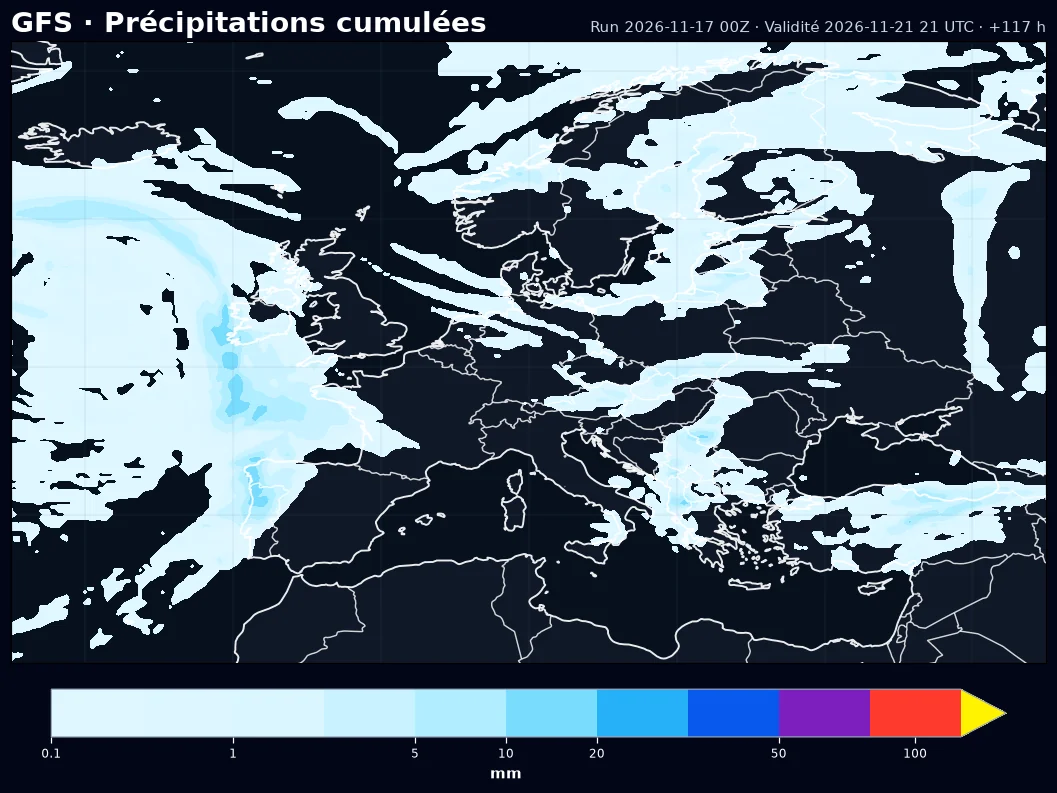 GFS · Précipitations cumulées
Run 2026-11-17 00Z · Validité 2026-11-21 21 UTC · +117 h
0.1 1 5 10 20 50 100
mm